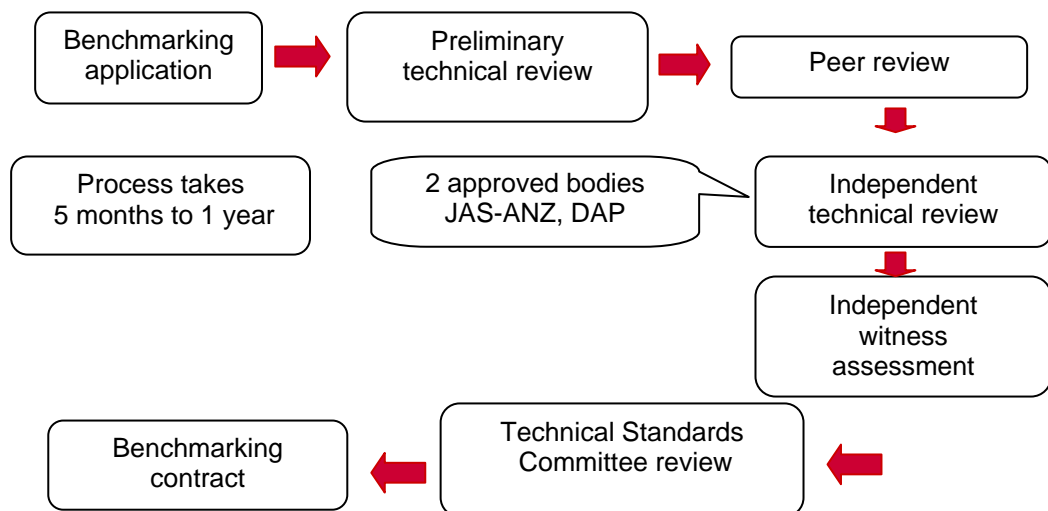 Benchmarking
application
Preliminary
technical review
Peer review
Process takes
5 months to 1 year
2 approved bodies
JAS-ANZ, DAP
Independent
technical review
Independent
witness
assessment
Technical Standards
Committee review
Benchmarking
contract